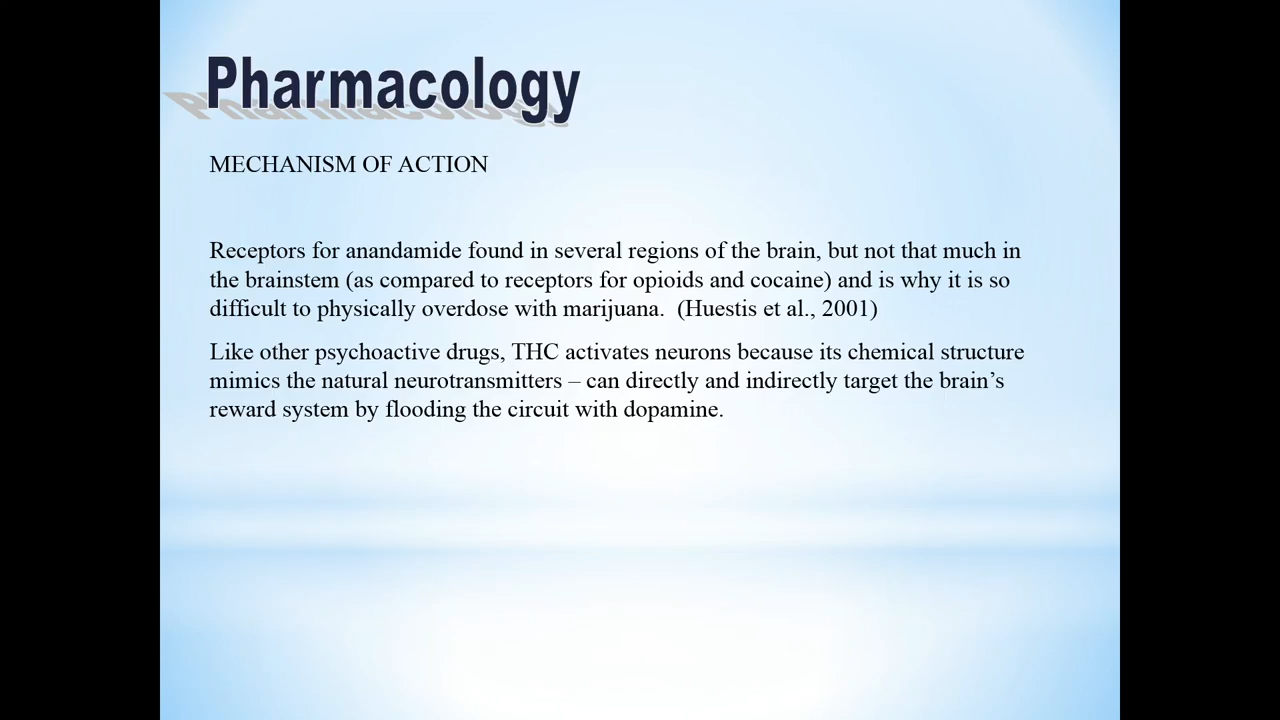 Pharmacology
MECHANISM OF ACTION
Receptors for anandamide found in several regions of the brain, but not that much in
the brainstem (as compared to receptors for opioids and cocaine) and is why it is so
difficult to physically overdose with marijuana.  (Huestis et al., 2001)
Like other psychoactive drugs, THC activates neurons because its chemical structure
mimics the natural neurotransmitters – can directly and indirectly target the brain’s
reward system by flooding the circuit with dopamine.